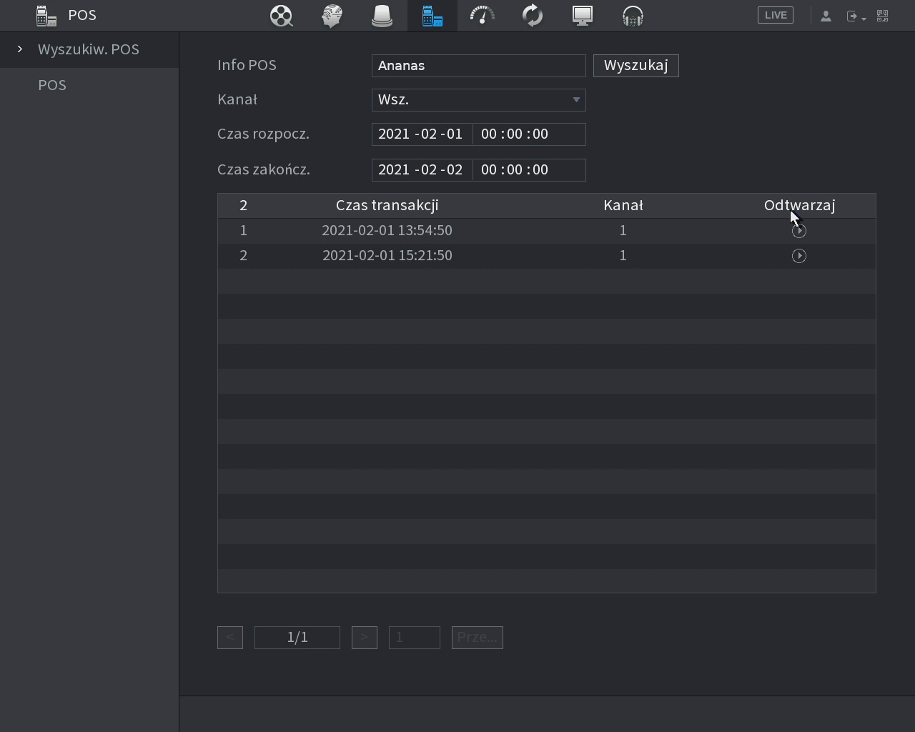 POS
LIVE
Wyszukiw. POS
POS
Info POS Ananas Wyszukaj
Kanał Wsz.
Czas rozpocz. 2021 -02 -01 00 : 00 : 00
Czas zakończ. 2021 -02 -02 00 : 00 : 00
2 Czas transakcji Kanał Odtwarzaj
1 2021-02-01 13:54:50 1
2 2021-02-01 15:21:50 1
< 1/1 > 1 Prze...